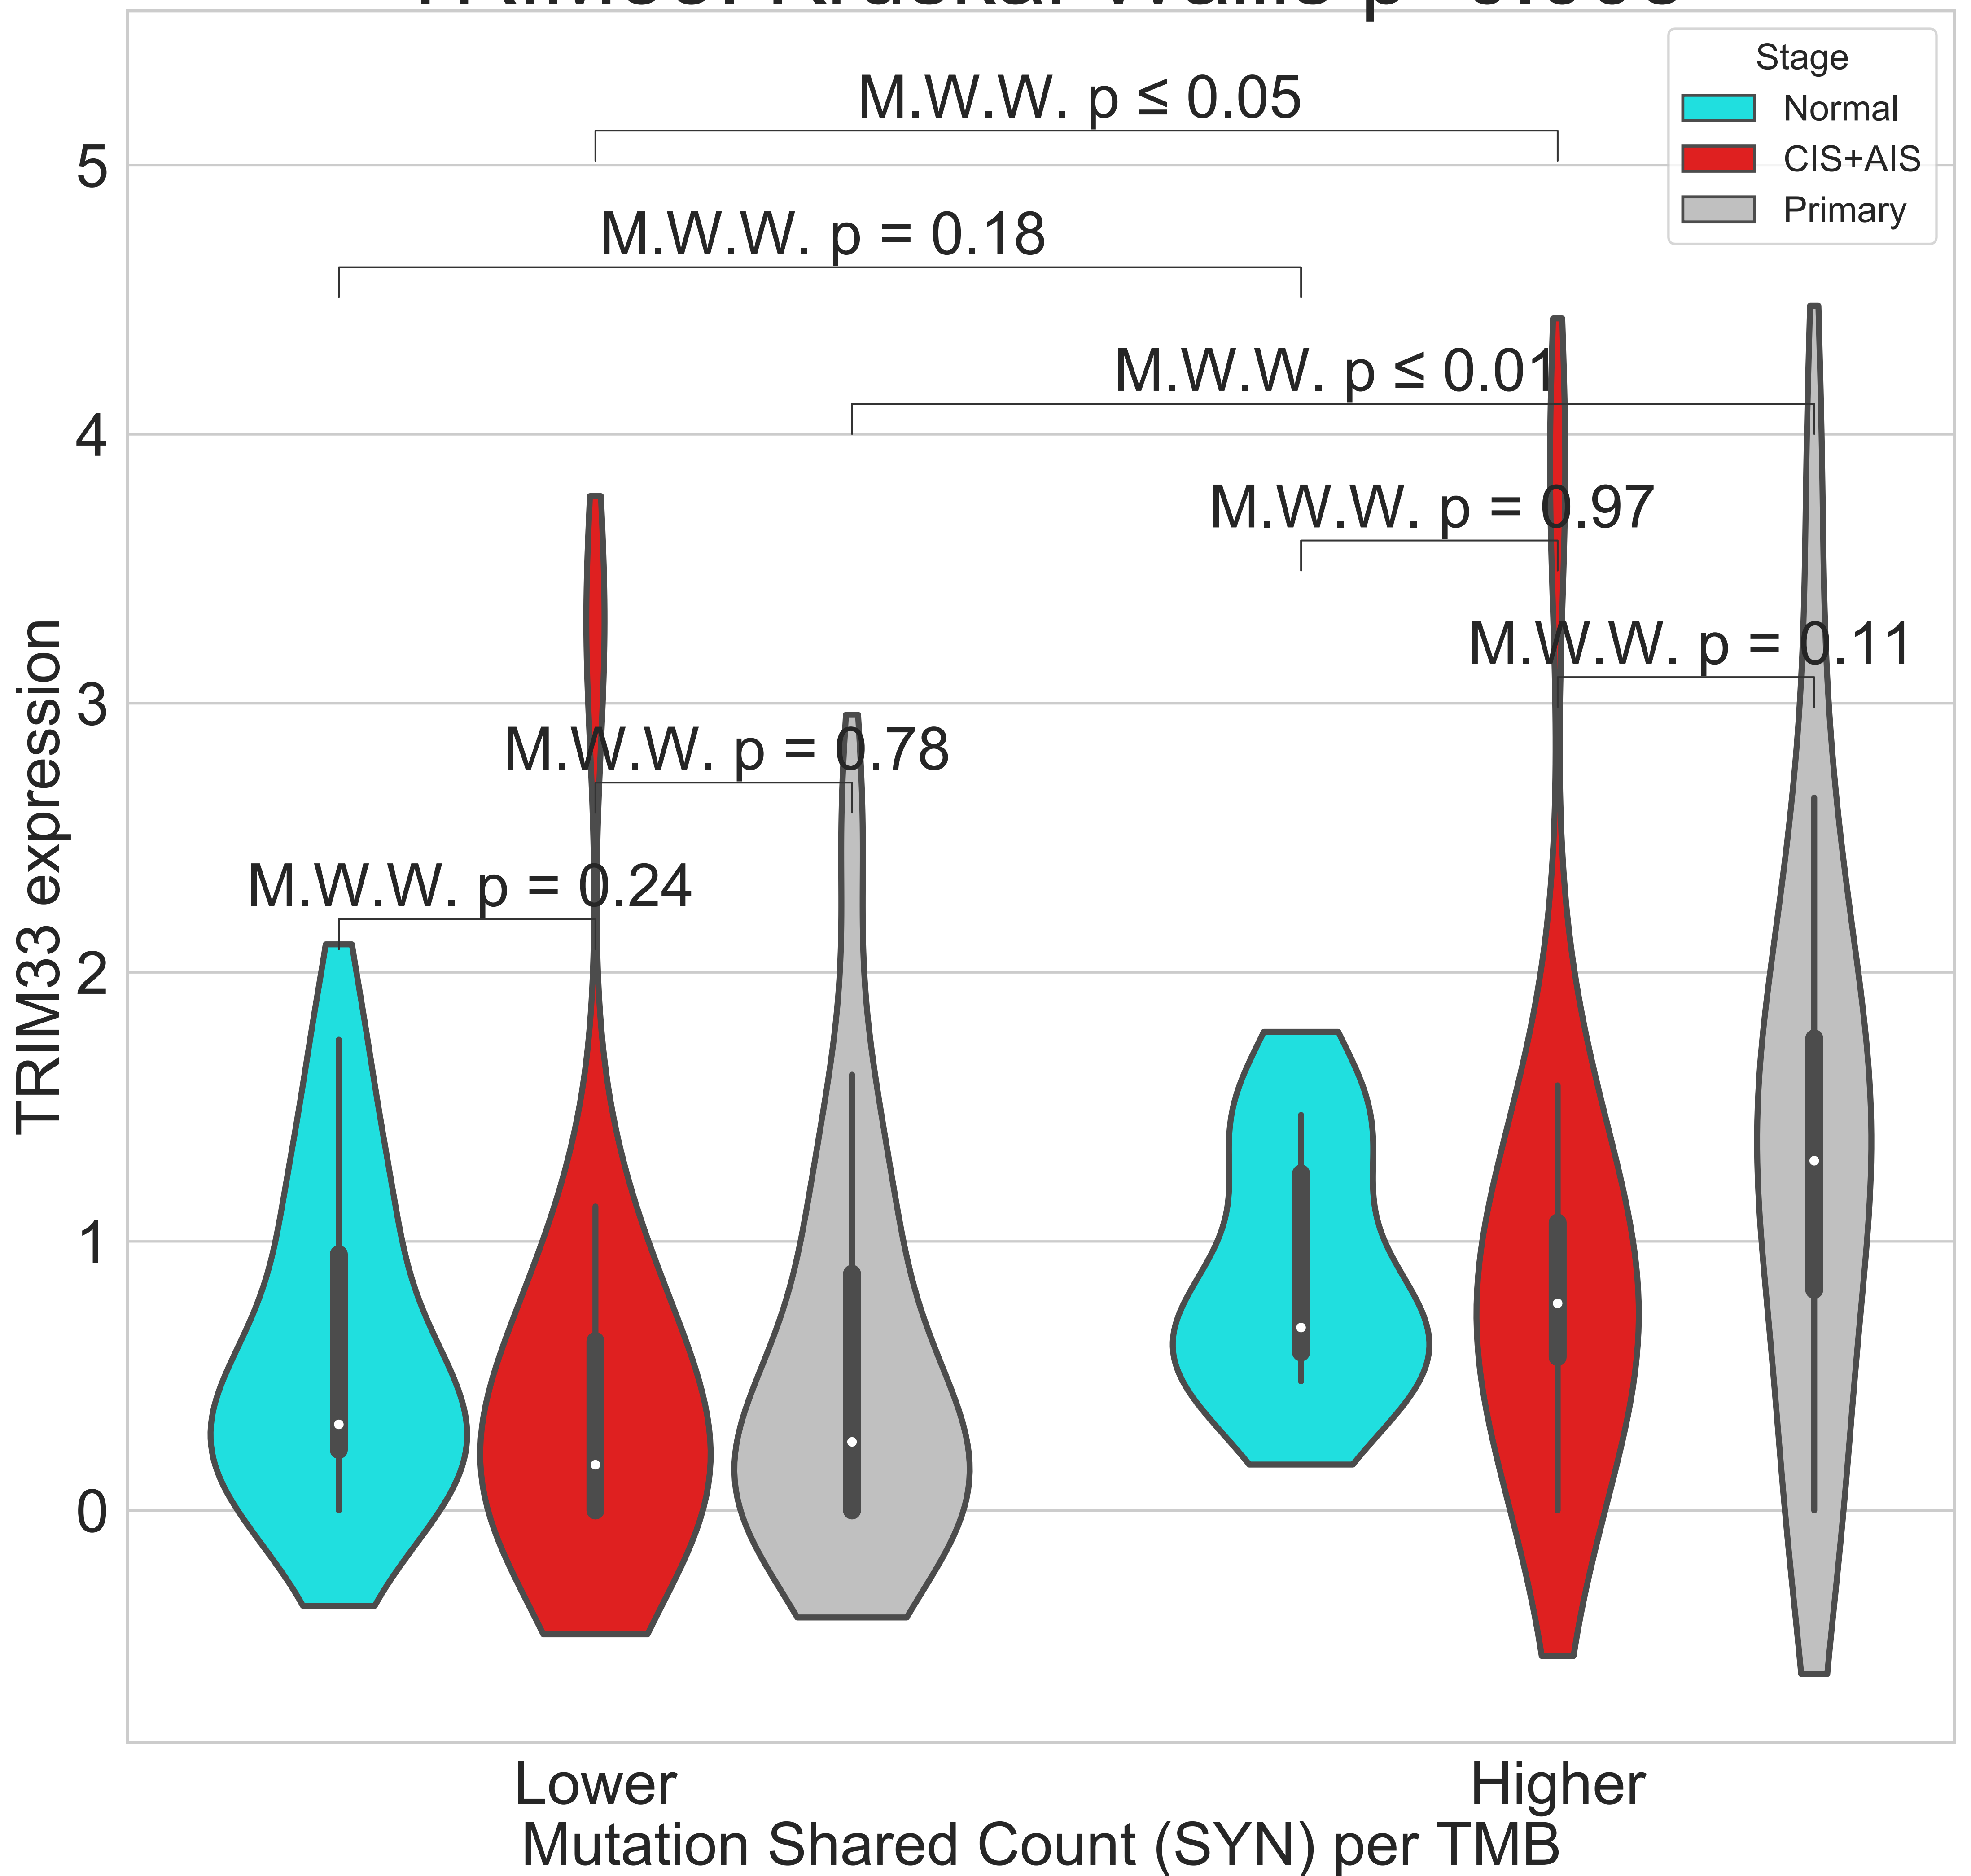 Stage
Normal
CIS+AIS
Primary
M.W.W. p ≤ 0.05
M.W.W. p = 0.18
M.W.W. p ≤ 0.01
M.W.W. p = 0.97
M.W.W. p = 0.11
M.W.W. p = 0.78
M.W.W. p = 0.24
5
4
3
2
1
0
TRIM33 expression
Lower
Higher
Mutation Shared Count (SYN) per TMB